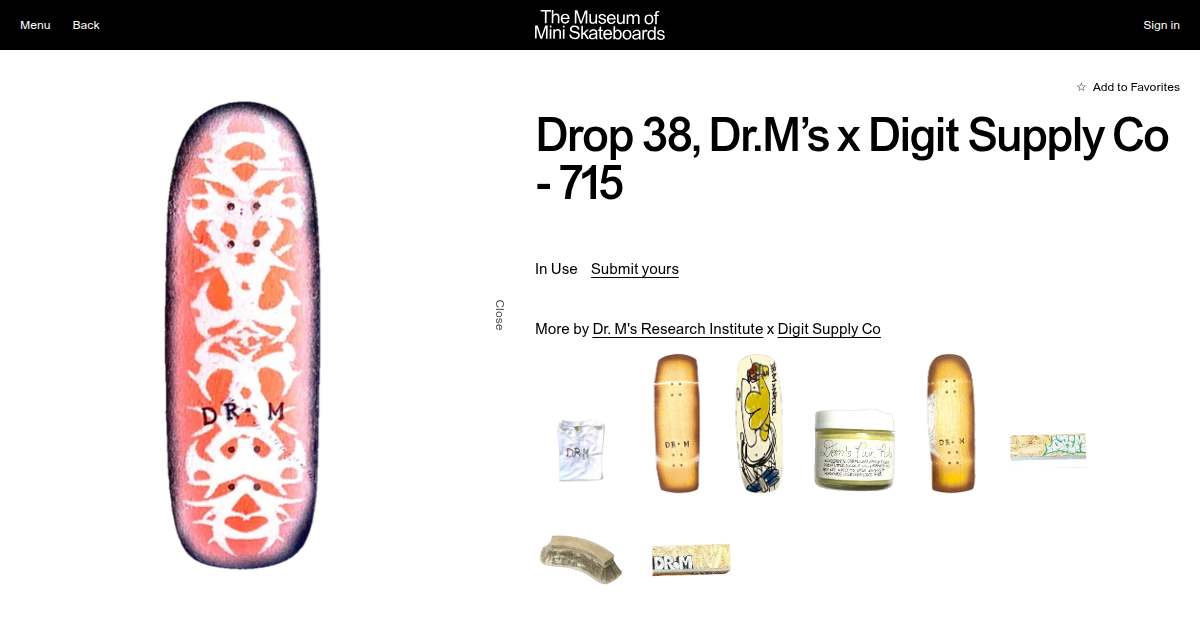 Menu
Back
The Museum of
Mini Skateboards
Sign in
☆ Add to Favorites
Drop 38, Dr.M’s x Digit Supply Co
- 715
In Use
Submit yours
Close
More by Dr. M's Research Institute x Digit Supply Co
DR. M
DR M
DR. M
DR. M
DR.M